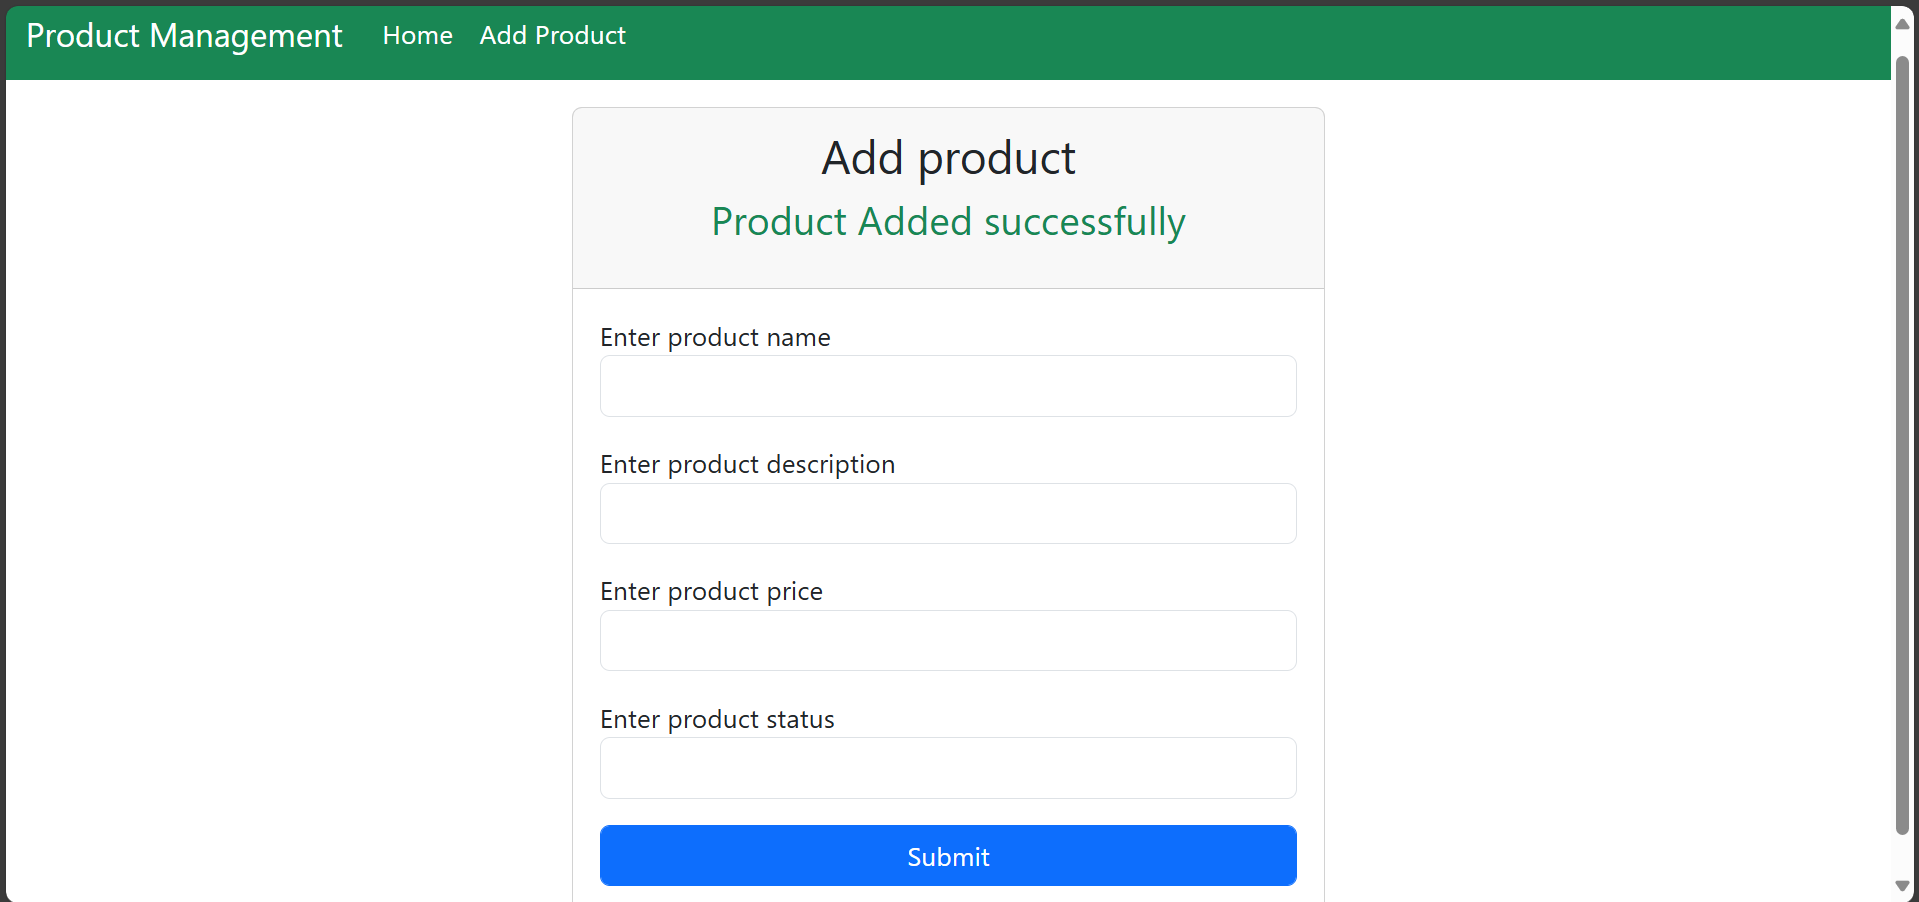 Product Management Home Add Product
Add product
Product Added successfully
Enter product name
Enter product description
Enter product price
Enter product status
Submit